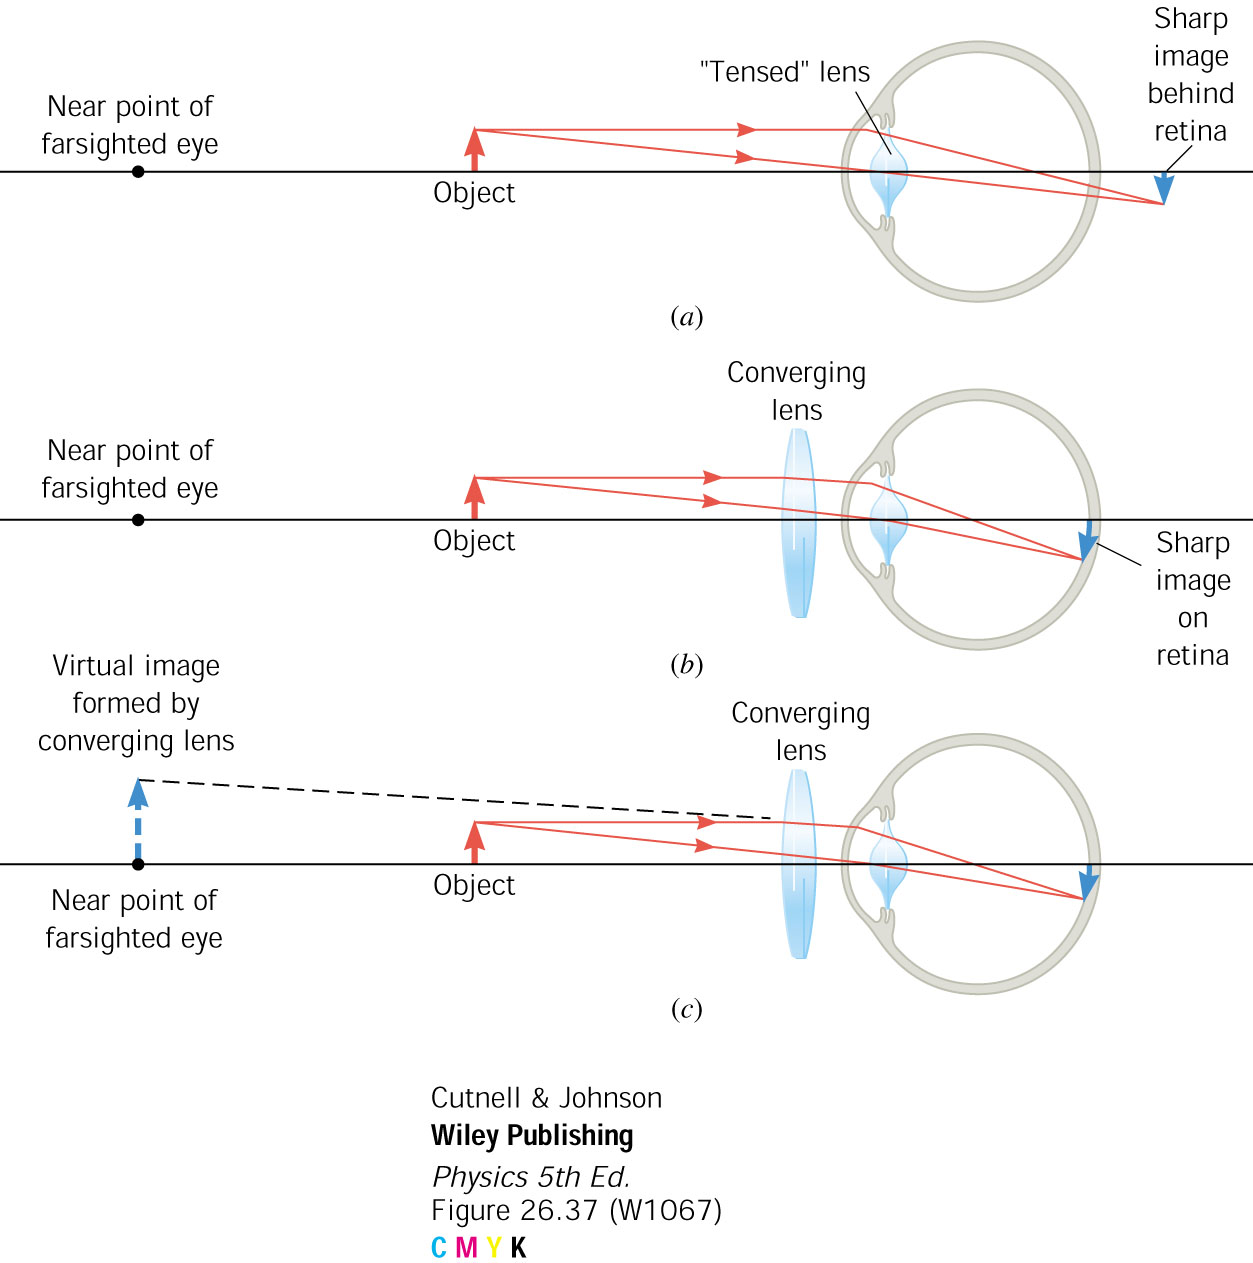 Sharp
image
behind
retina
"Tensed" lens
Near point of
farsighted eye
Object
(a)
Converging
lens
Near point of
farsighted eye
Object
Sharp
image
on
retina
(b)
Virtual image
formed by
converging lens
Converging
lens
Object
Near point of
farsighted eye
(c)
Cutnell & Johnson
Wiley Publishing
Physics 5th Ed.
Figure 26.37 (W1067)
C M Y K